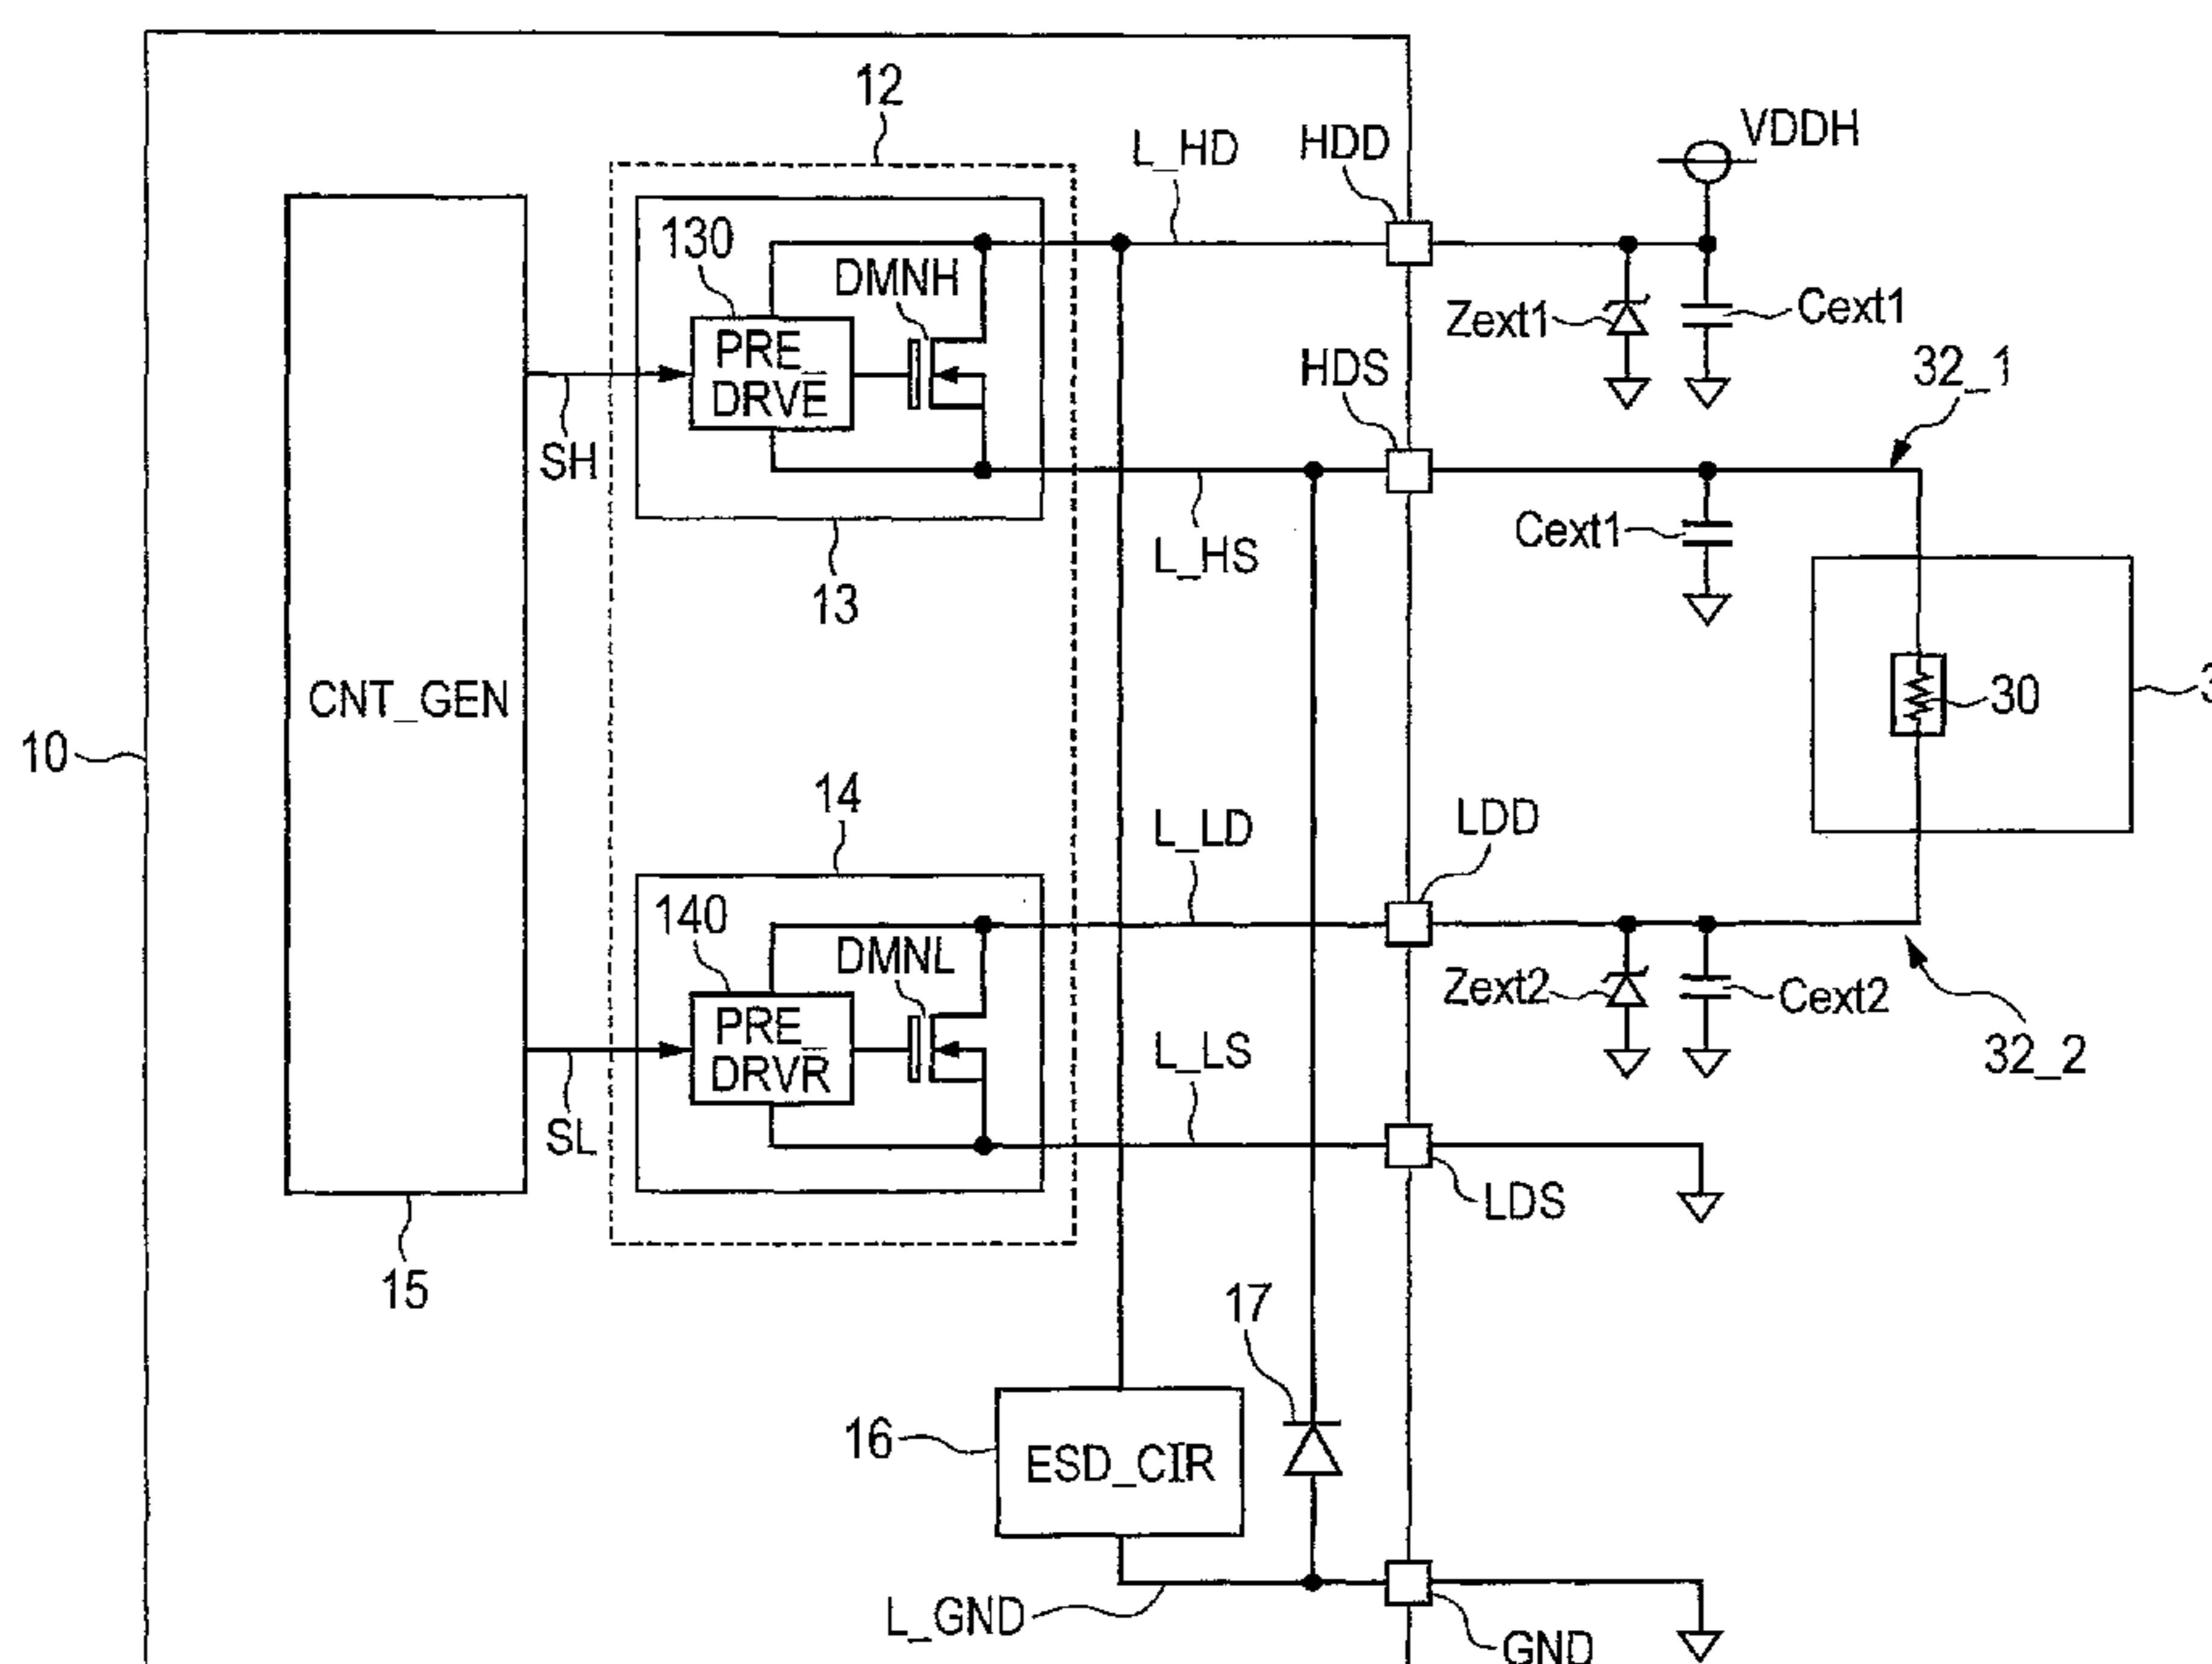 12
L_HD
HDD
VDDH
130
DMNH
PRE_
DRVE
Zext1
Cext1
HDS
32_1
SH
L_HS
Cext1
13
CNT_GEN
30
3
10
14
L_LD
LDD
140
DMNL
Zext2
Cext2
PRE_
DRVR
L_LS
32_2
SL
LDS
15
17
16
ESD_CIR
L_GND
GND